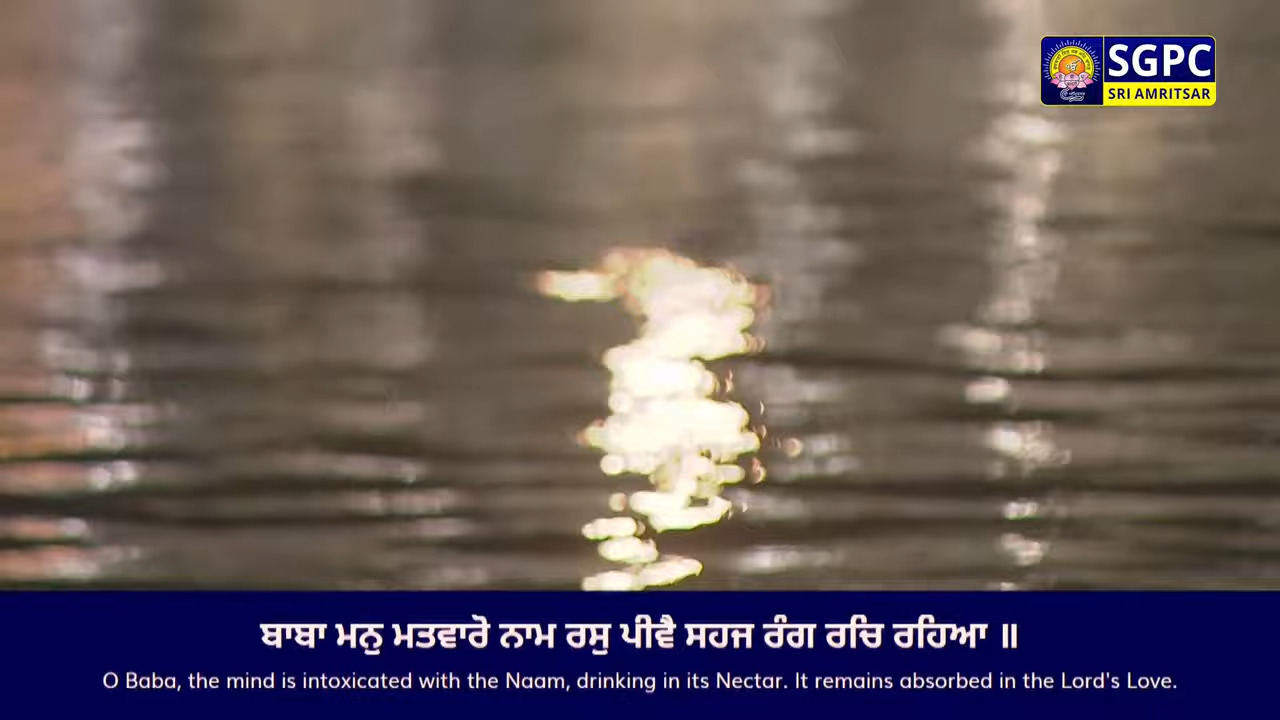 SGPC
SRI AMRITSAR
ਬਾਬਾ ਮਨੁ ਮਤਵਾਰੋ ਨਾਮ ਰਸੁ ਪੀਵੈ ਸਹਜ ਰੰਗ ਰਚਿ ਰਹਿਆ ॥
O Baba, the mind is intoxicated with the Naam, drinking in its Nectar. It remains absorbed in the Lord's Love.